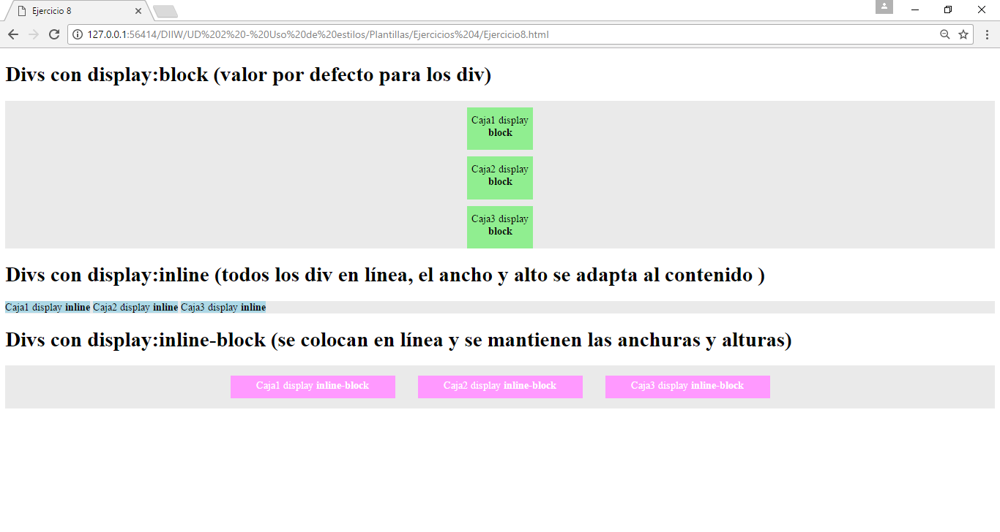 Ejercicio 8
127.0.0.1:56414/DIIW/UD%202%20-%20Uso%20de%20estilos/Plantillas/Ejercicios%204/Ejercicio8.html
Divs con display:block (valor por defecto para los div)
Caja1 display
block
Caja2 display
block
Caja3 display
block
Divs con display:inline (todos los div en línea, el ancho y alto se adapta al contenido )
Caja1 display inline Caja2 display inline Caja3 display inline
Divs con display:inline-block (se colocan en línea y se mantienen las anchuras y alturas)
Caja1 display inline-block Caja2 display inline-block Caja3 display inline-block